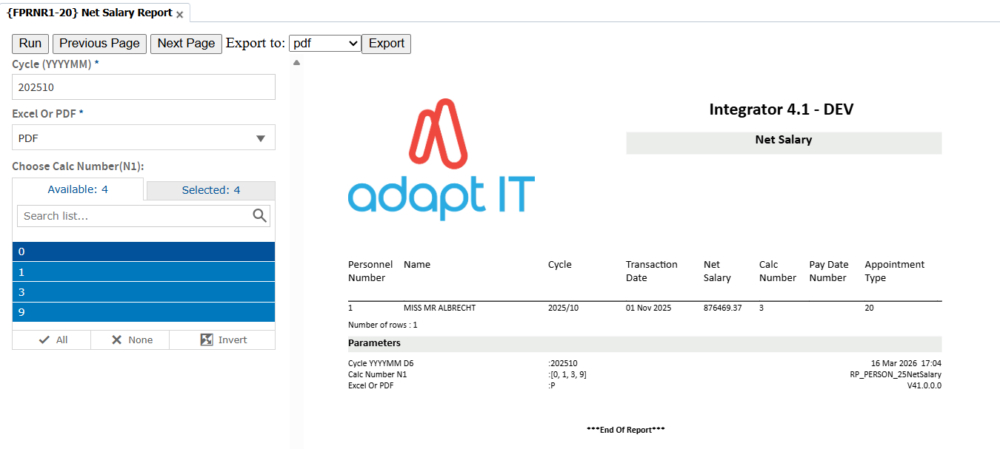 {FPRNR1-20} Net Salary Report ×
Run Previous Page Next Page Export to: pdf Export
Cycle (YYYYMM) *
202510
Excel Or PDF *
PDF
Choose Calc Number(N1):
Available: 4 Selected: 4
Search list...
0
1
3
9
All None Invert
adapt IT
Integrator 4.1 - DEV
Net Salary
Personnel Number Name Cycle Transaction Date Net Salary Calc Number Pay Date Number Appointment Type
1 MISS MR ALBRECHT 2025/10 01 Nov 2025 876469.37 3 20
Number of rows : 1
Parameters
Cycle YYYYMM D6 :202510 16 Mar 2026 17:04
Calc Number N1 :[0, 1, 3, 9] RP_PERSON_25NetSalary
Excel Or PDF :P V41.0.0.0
***End Of Report***